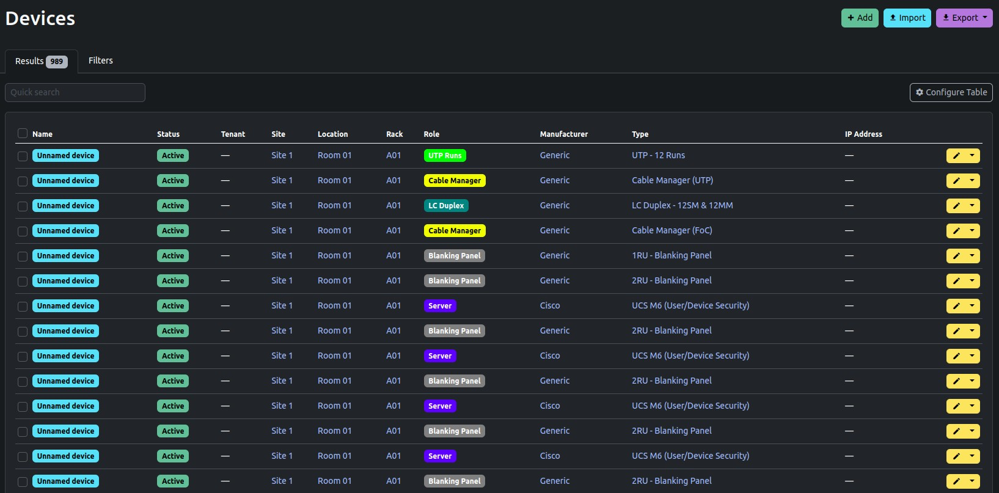 Devices
Add Import Export
Results 989 Filters
Quick search Configure Table
Name Status Tenant Site Location Rack Role Manufacturer Type IP Address
Unnamed device Active — Site 1 Room 01 A01 UTP Runs Generic UTP - 12 Runs —
Unnamed device Active — Site 1 Room 01 A01 Cable Manager Generic Cable Manager (UTP) —
Unnamed device Active — Site 1 Room 01 A01 LC Duplex Generic LC Duplex - 12SM & 12MM —
Unnamed device Active — Site 1 Room 01 A01 Cable Manager Generic Cable Manager (FoC) —
Unnamed device Active — Site 1 Room 01 A01 Blanking Panel Generic 1RU - Blanking Panel —
Unnamed device Active — Site 1 Room 01 A01 Blanking Panel Generic 2RU - Blanking Panel —
Unnamed device Active — Site 1 Room 01 A01 Server Cisco UCS M6 (User/Device Security) —
Unnamed device Active — Site 1 Room 01 A01 Blanking Panel Generic 2RU - Blanking Panel —
Unnamed device Active — Site 1 Room 01 A01 Server Cisco UCS M6 (User/Device Security) —
Unnamed device Active — Site 1 Room 01 A01 Blanking Panel Generic 2RU - Blanking Panel —
Unnamed device Active — Site 1 Room 01 A01 Server Cisco UCS M6 (User/Device Security) —
Unnamed device Active — Site 1 Room 01 A01 Blanking Panel Generic 2RU - Blanking Panel —
Unnamed device Active — Site 1 Room 01 A01 Server Cisco UCS M6 (User/Device Security) —
Unnamed device Active — Site 1 Room 01 A01 Blanking Panel Generic 2RU - Blanking Panel —